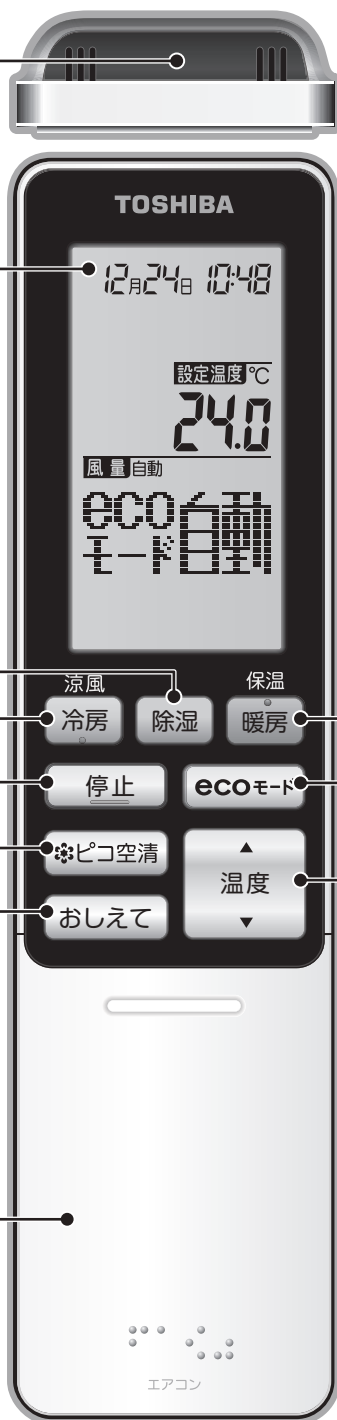 TOSHIBA
12月24日 10:48
設定温度 ℃
24.0
風量 自動
eco自動
モード
涼風 保温
冷房 除湿 暖房
停止 ecoモード
ピコ空清 ▲
温度
おしえて ▼
エアコン